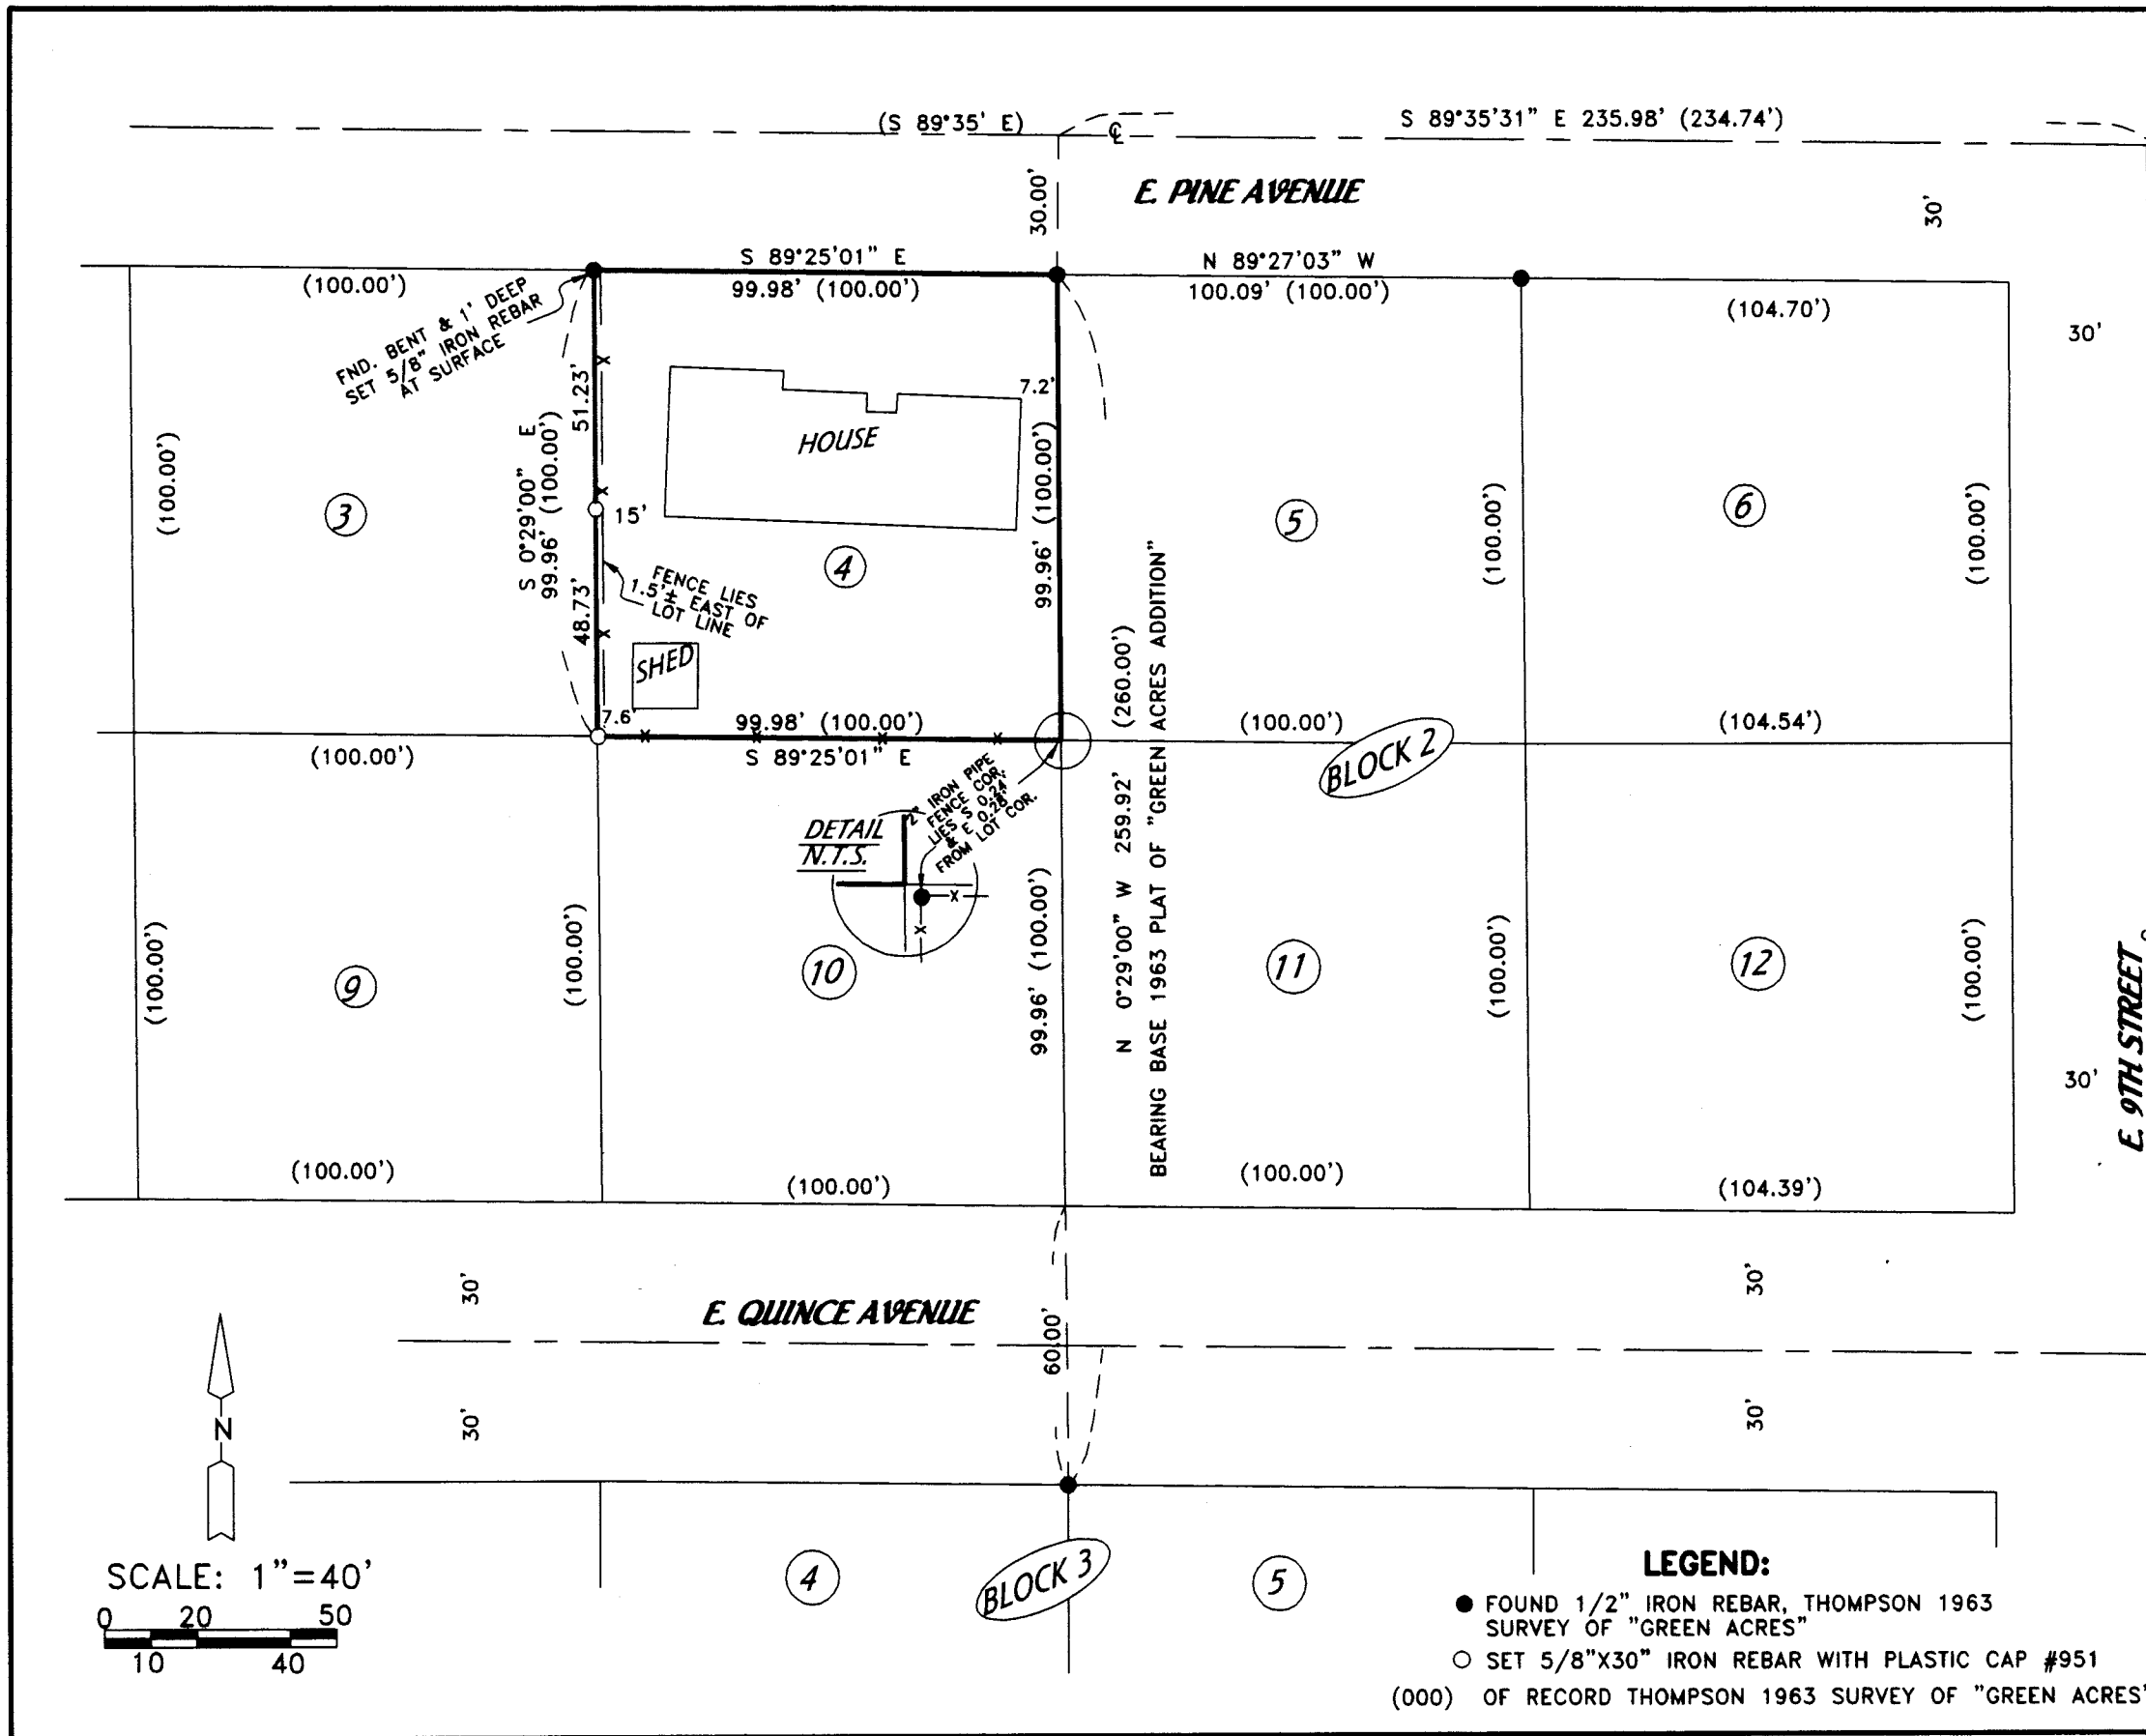 (S 89°35' E)
S 89°35'31" E 235.98' (234.74')
℄
30.00'
E. PINE AVENUE
30'
S 89°25'01" E
99.98' (100.00')
N 89°27'03" W
100.09' (100.00')
(100.00')
(104.70')
30'
FND. BENT & 1' DEEP
SET 5/8" IRON REBAR
AT SURFACE
51.23'
S 0°29'00" E
99.96' (100.00')
48.73'
7.2'
HOUSE
99.96' (100.00')
(100.00')
3
15'
4
5
(100.00')
6
(100.00')
FENCE LIES
1.5'± EAST OF
LOT LINE
SHED
7.6'
99.98' (100.00')
S 89°25'01" E
(100.00')
(100.00')
(104.54')
BLOCK 2
N 0°29'00" W 259.92' (260.00')
BEARING BASE 1963 PLAT OF "GREEN ACRES ADDITION"
2" IRON PIPE
FENCE COR.
LIES S 0.24'
& E 0.28'
FROM LOT COR.
DETAIL
N.T.S.
(100.00')
9
(100.00')
10
99.96' (100.00')
11
(100.00')
12
(100.00')
E. 9TH STREET
30'
(100.00')
(100.00')
(100.00')
(104.39')
30'
E. QUINCE AVENUE
60.00'
30'
30'
30'
N
SCALE: 1"=40'
0 20 50
10 40
4
BLOCK 3
5
LEGEND:
● FOUND 1/2" IRON REBAR, THOMPSON 1963
SURVEY OF "GREEN ACRES"
○ SET 5/8"X30" IRON REBAR WITH PLASTIC CAP #951
(000) OF RECORD THOMPSON 1963 SURVEY OF "GREEN ACRES"